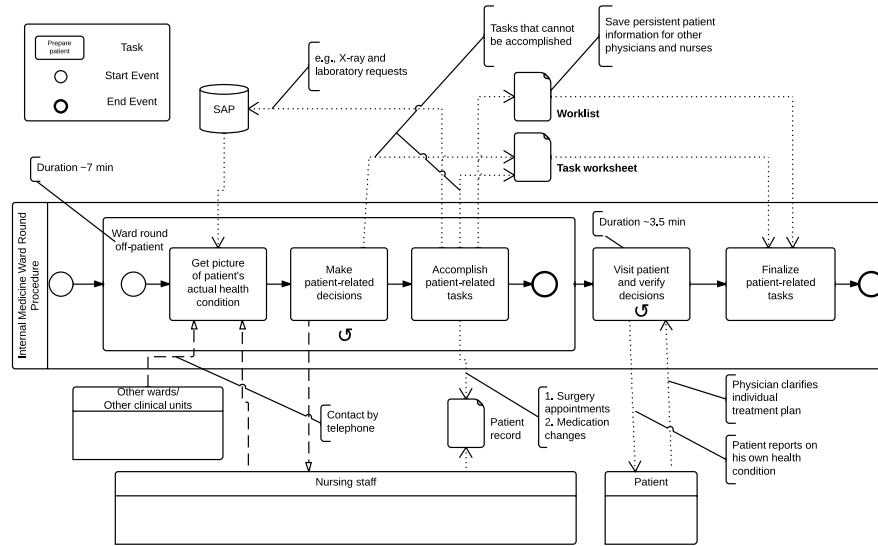 Prepare
patient
Task
Start Event
End Event
e.g., X-ray and
laboratory requests
Tasks that cannot
be accomplished
Save persistent patient
information for other
physicians and nurses
SAP
Worklist
Task worksheet
Duration ~7 min
Duration ~3.5 min
Internal Medicine Ward Round
Procedure
Ward round
off-patient
Get picture
of patient's
actual health
condition
Make
patient-related
decisions
Accomplish
patient-related
tasks
Visit patient
and verify
decisions
Finalize
patient-related
tasks
Other wards/
Other clinical units
Contact by
telephone
Patient
record
1. Surgery
appointments
2. Medication
changes
Physician clarifies
individual
treatment plan
Patient reports on
his own health
condition
Nursing staff
Patient